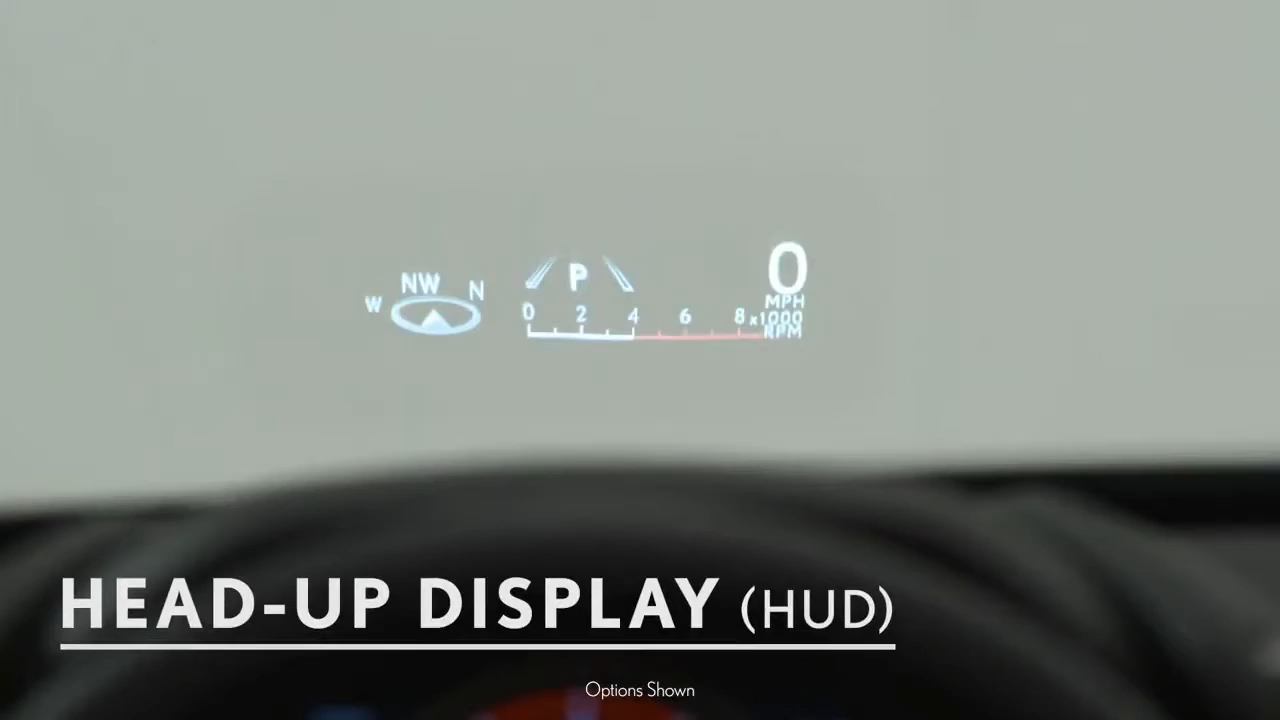 NW
W N
P
0
MPH
0 2 4 6 8 x1000
RPM
HEAD-UP DISPLAY (HUD)
Options Shown